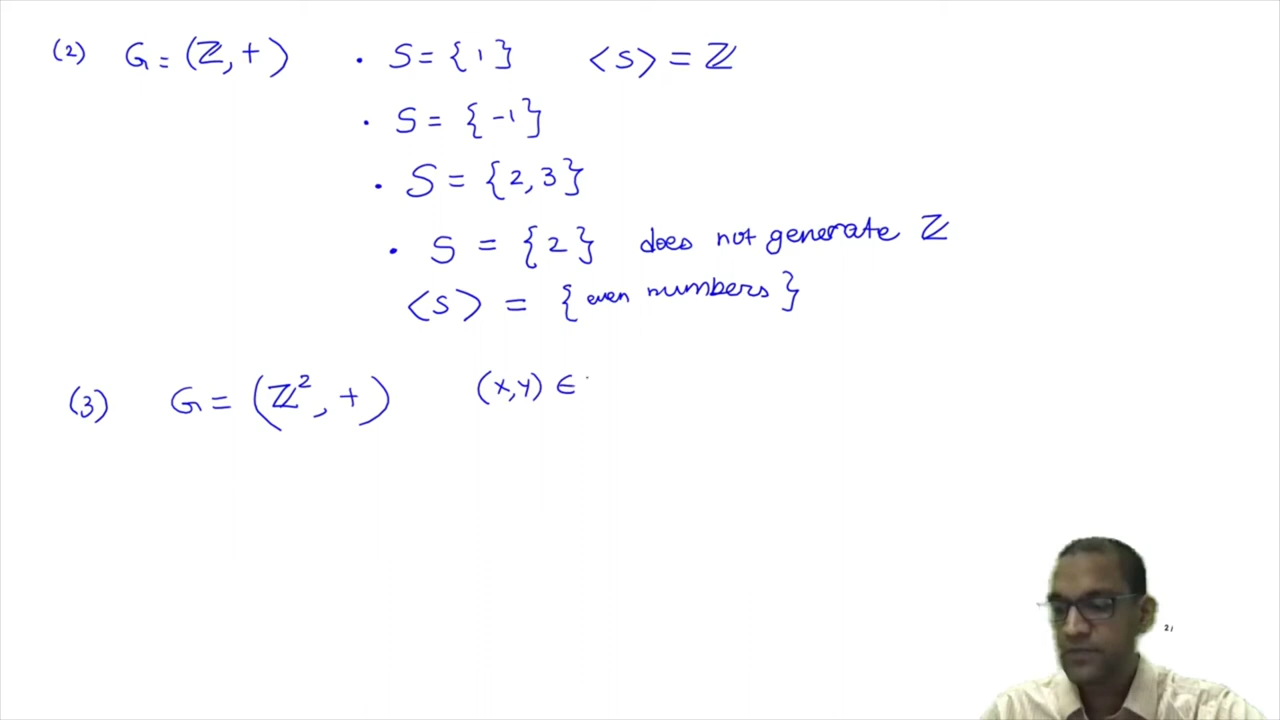 (2) G = (ℤ, +) • S = {1} <S> = ℤ
• S = {-1}
• S = {2,3}
• S = {2} does not generate ℤ
<S> = {even numbers}
(3) G = (ℤ², +) (x,y) ∈